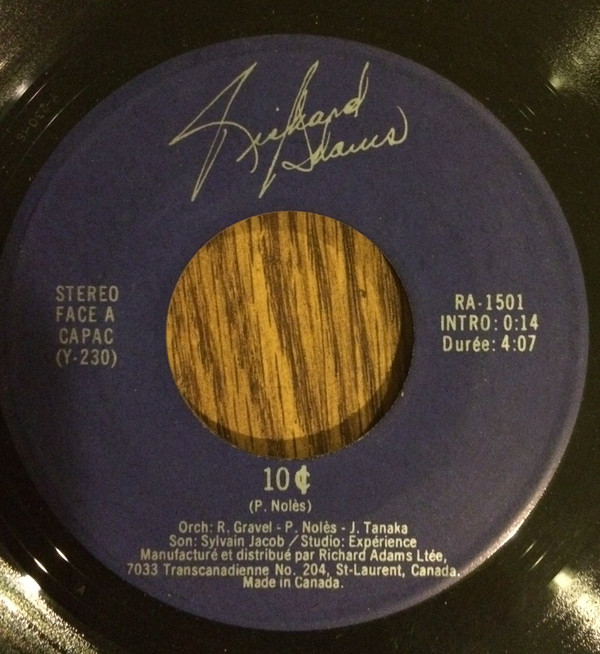 Richard
Adams
STEREO
FACE A
CAPAC
(Y-230)
RA-1501
INTRO: 0:14
Durée: 4:07
10¢
(P. Nolès)
Orch: R. Gravel - P. Nolès - J. Tanaka
Son: Sylvain Jacob / Studio: Expérience
Manufacturé et distribué par Richard Adams Ltée,
7033 Transcanadienne No. 204, St-Laurent, Canada.
Made in Canada.